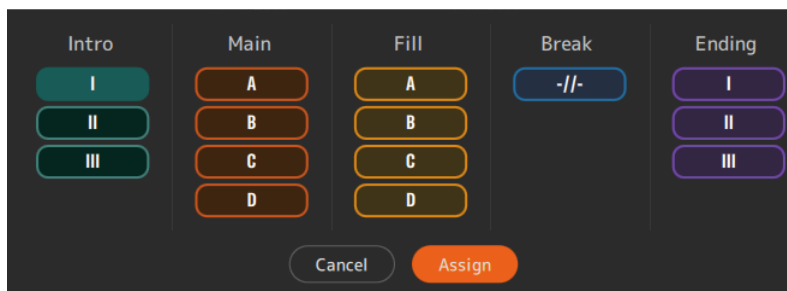 Intro Main Fill Break Ending
I A A -//- I
II B B II
III C C III
D D
Cancel Assign